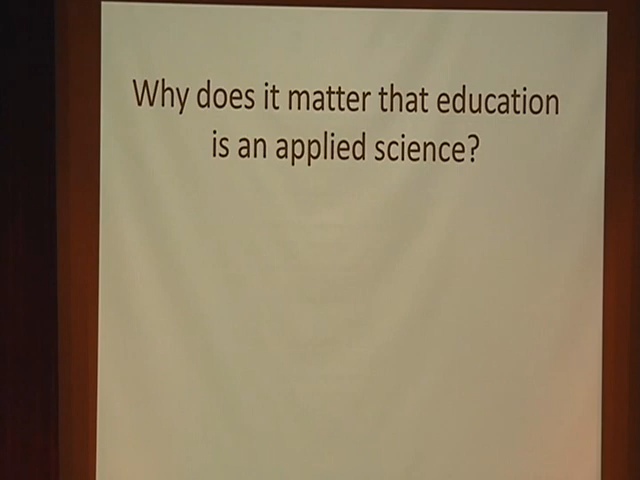 Why does it matter that education
is an applied science?